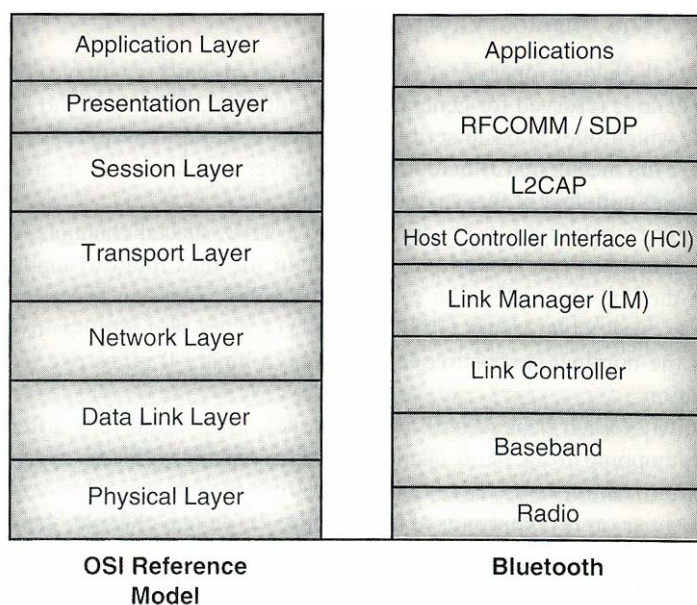 Application Layer
Presentation Layer
Session Layer
Transport Layer
Network Layer
Data Link Layer
Physical Layer
OSI Reference
Model
Applications
RFCOMM / SDP
L2CAP
Host Controller Interface (HCI)
Link Manager (LM)
Link Controller
Baseband
Radio
Bluetooth